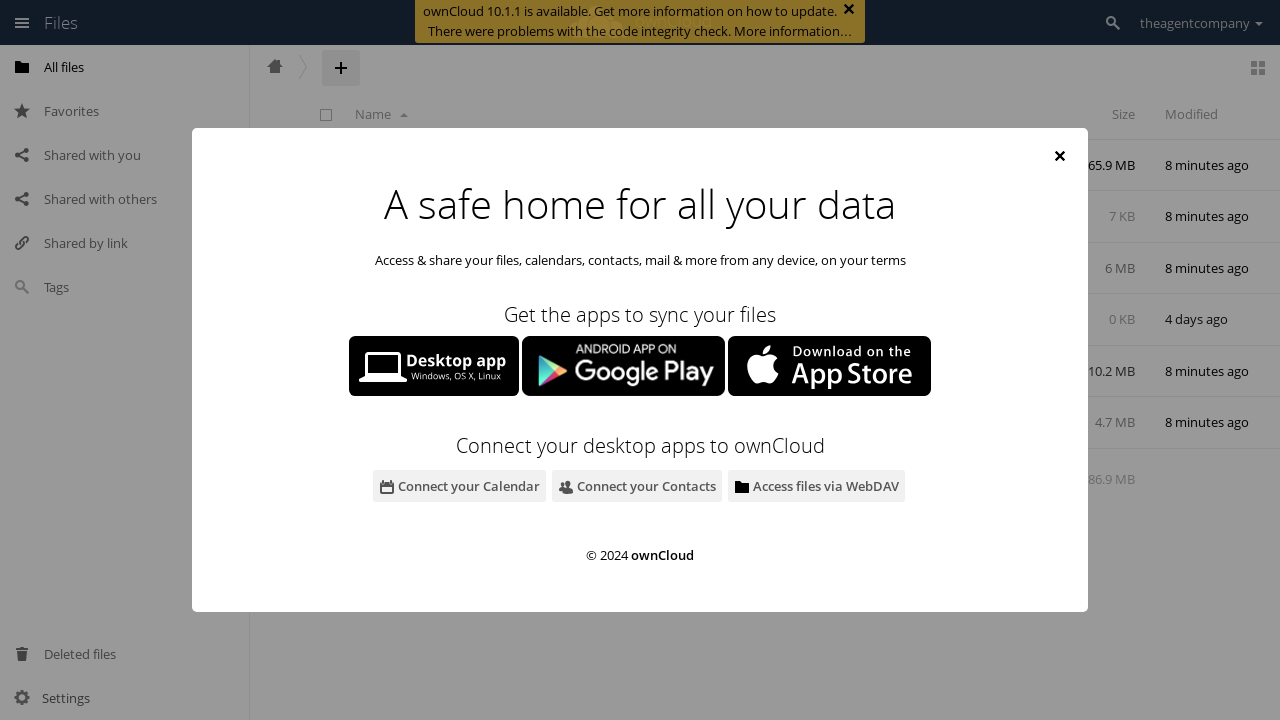 Files
ownCloud 10.1.1 is available. Get more information on how to update.
There were problems with the code integrity check. More information…
theagentcompany
All files
Favorites
Shared with you
Shared with others
Shared by link
Tags
Deleted files
Settings
Name
Size
Modified
65.9 MB
8 minutes ago
7 KB
8 minutes ago
6 MB
8 minutes ago
0 KB
4 days ago
10.2 MB
8 minutes ago
4.7 MB
8 minutes ago
86.9 MB
A safe home for all your data
Access & share your files, calendars, contacts, mail & more from any device, on your terms
Get the apps to sync your files
Desktop app
Windows, OS X, Linux
ANDROID APP ON
Google Play
Download on the
App Store
Connect your desktop apps to ownCloud
Connect your Calendar
Connect your Contacts
Access files via WebDAV
© 2024 ownCloud